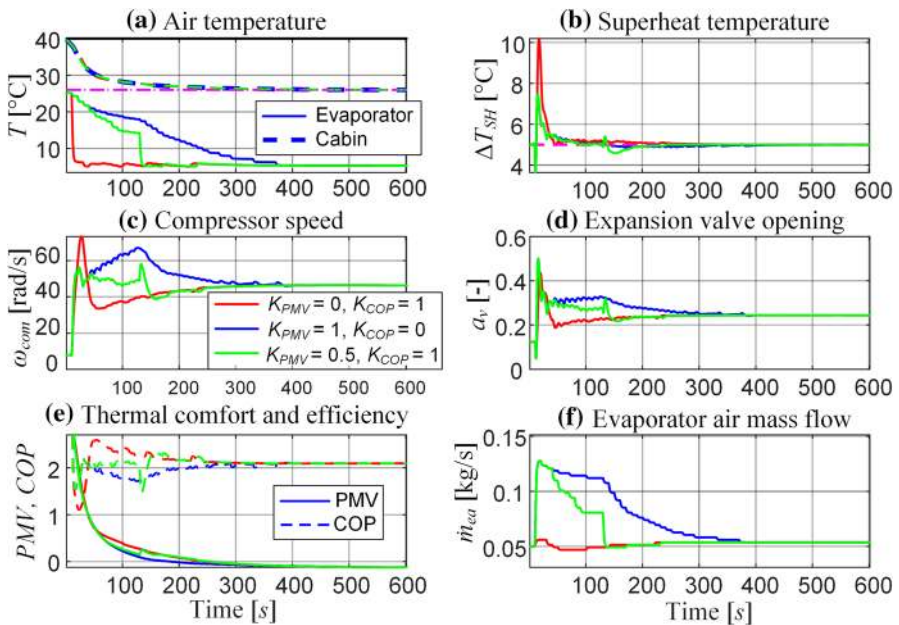 (a) Air temperature
40
30
20
10
T [°C]
Evaporator
Cabin
100 200 300 400 500 600
(b) Superheat temperature
10
8
6
4
ΔT_SH [°C]
100 200 300 400 500 600
(c) Compressor speed
60
40
20
0
ω_com [rad/s]
K_PMV = 0, K_COP = 1
K_PMV = 1, K_COP = 0
K_PMV = 0.5, K_COP = 1
100 200 300 400 500 600
(d) Expansion valve opening
0.6
0.4
0.2
0
a_v [-]
100 200 300 400 500 600
(e) Thermal comfort and efficiency
2
1
0
PMV, COP
PMV
COP
100 200 300 400 500 600
Time [s]
(f) Evaporator air mass flow
0.15
0.1
0.05
ṁ_ea [kg/s]
100 200 300 400 500 600
Time [s]